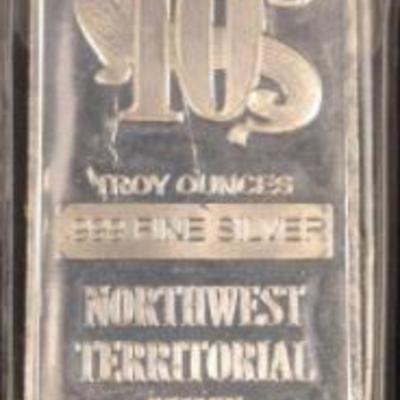 10
TROY OUNCES
.999 FINE SILVER
NORTHWEST
TERRITORIAL